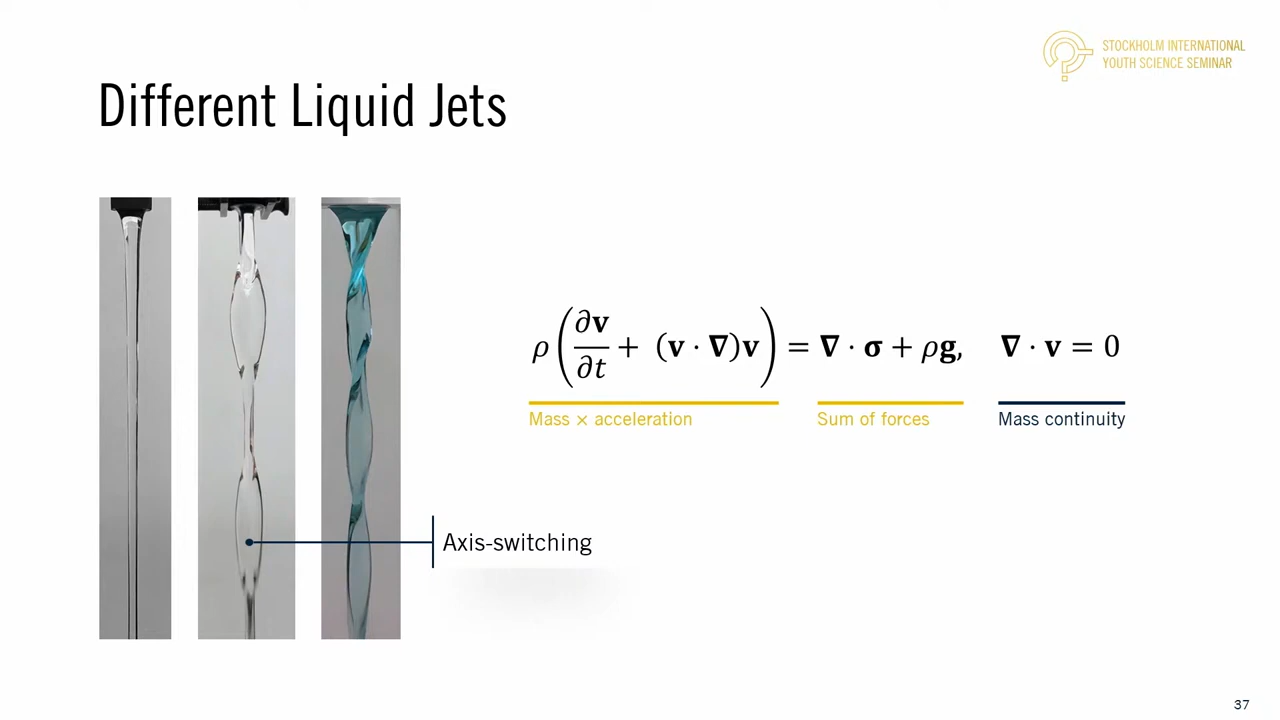 STOCKHOLM INTERNATIONAL
YOUTH SCIENCE SEMINAR
Different Liquid Jets
ρ(∂𝐯/∂t + (𝐯 · ∇)𝐯) = ∇ · 𝛔 + ρ𝐠, ∇ · 𝐯 = 0
Mass × acceleration Sum of forces Mass continuity
Axis-switching
37